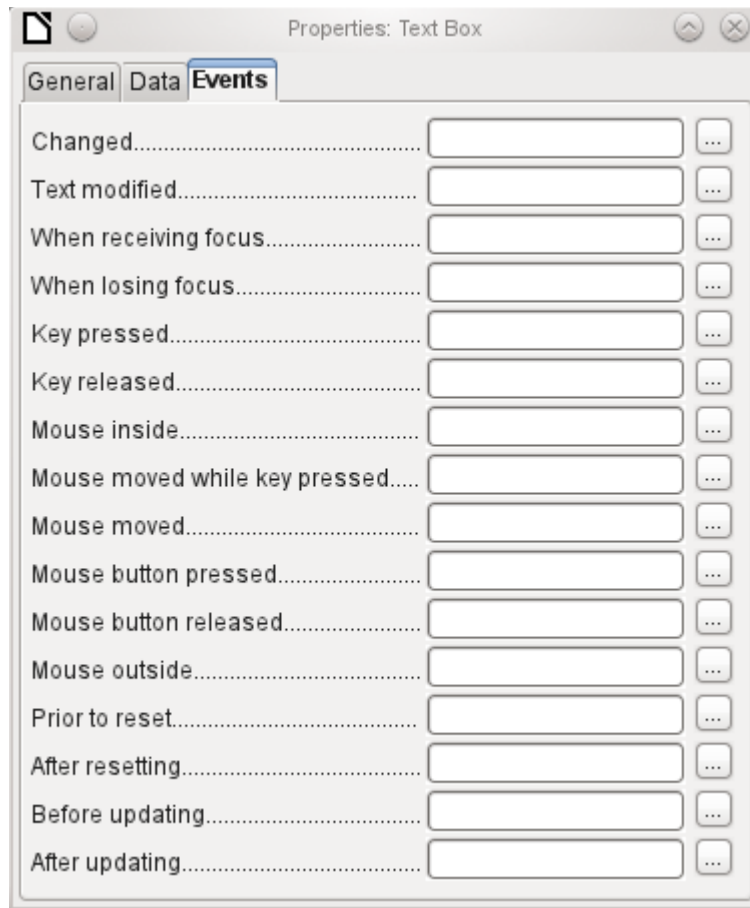 Properties: Text Box
General Data Events
Changed................................................ ...
Text modified........................................ ...
When receiving focus.......................... ...
When losing focus............................... ...
Key pressed.......................................... ...
Key released......................................... ...
Mouse inside........................................ ...
Mouse moved while key pressed..... ...
Mouse moved....................................... ...
Mouse button pressed........................ ...
Mouse button released....................... ...
Mouse outside...................................... ...
Prior to reset......................................... ...
After resetting........................................ ...
Before updating.................................... ...
After updating........................................ ...